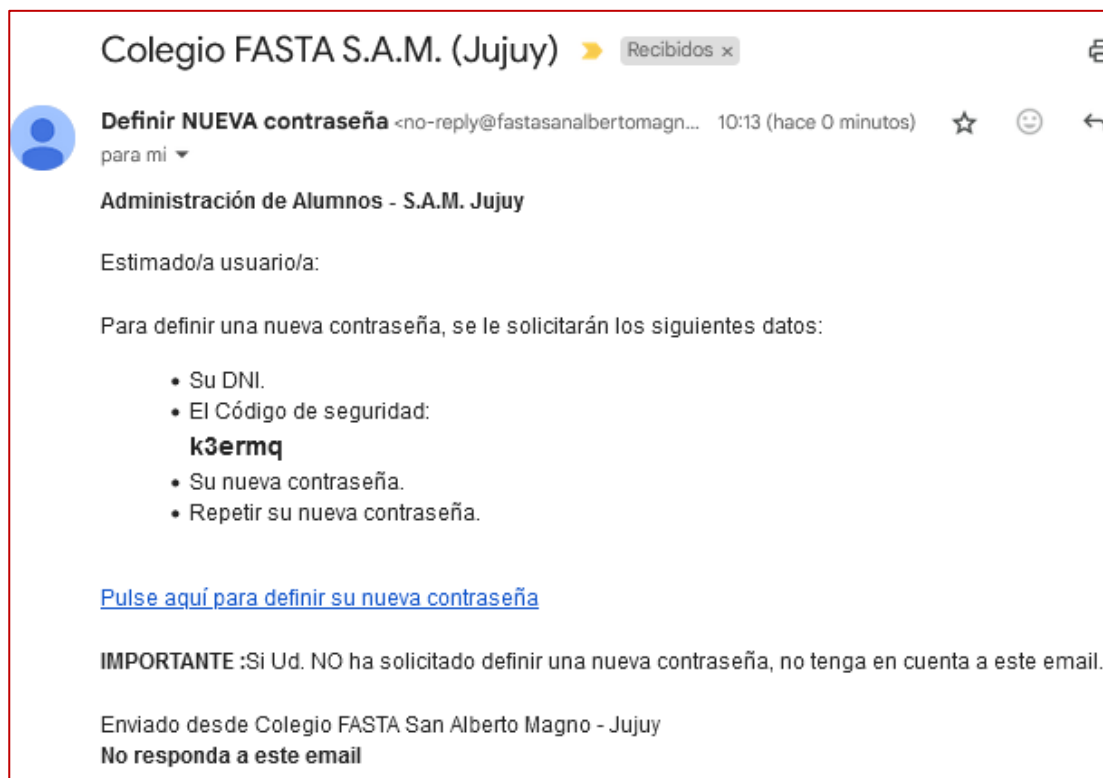 Colegio FASTA S.A.M. (Jujuy) Recibidos ×
Definir NUEVA contraseña <no-reply@fastasanalbertomagn... 10:13 (hace 0 minutos)
para mi
Administración de Alumnos - S.A.M. Jujuy
Estimado/a usuario/a:
Para definir una nueva contraseña, se le solicitarán los siguientes datos:
• Su DNI.
• El Código de seguridad:
k3ermq
• Su nueva contraseña.
• Repetir su nueva contraseña.
Pulse aquí para definir su nueva contraseña
IMPORTANTE :Si Ud. NO ha solicitado definir una nueva contraseña, no tenga en cuenta a este email.
Enviado desde Colegio FASTA San Alberto Magno - Jujuy
No responda a este email